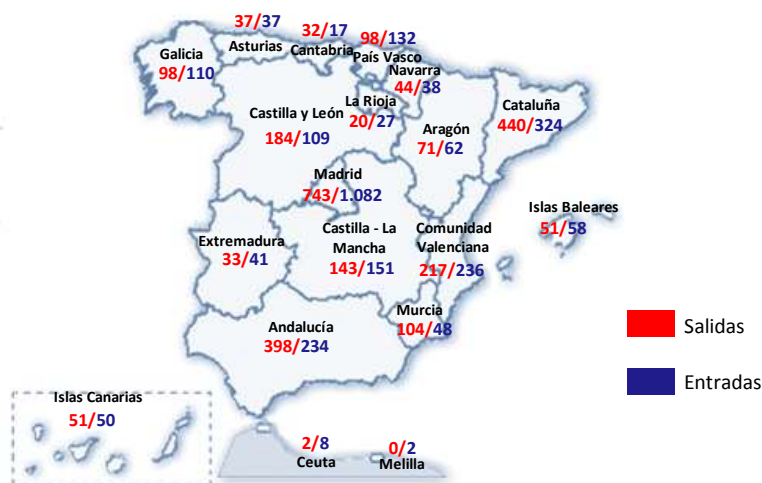 37/37
Asturias
32/17
Cantabria
98/132
País Vasco
Navarra
44/38
Galicia
98/110
La Rioja
20/27
Castilla y León
184/109
Cataluña
440/324
Aragón
71/62
Madrid
743/1.082
Islas Baleares
51/58
Castilla - La
Mancha
143/151
Comunidad
Valenciana
217/236
Extremadura
33/41
Murcia
104/48
Andalucía
398/234
Salidas
Entradas
Islas Canarias
51/50
2/8
Ceuta
0/2
Melilla